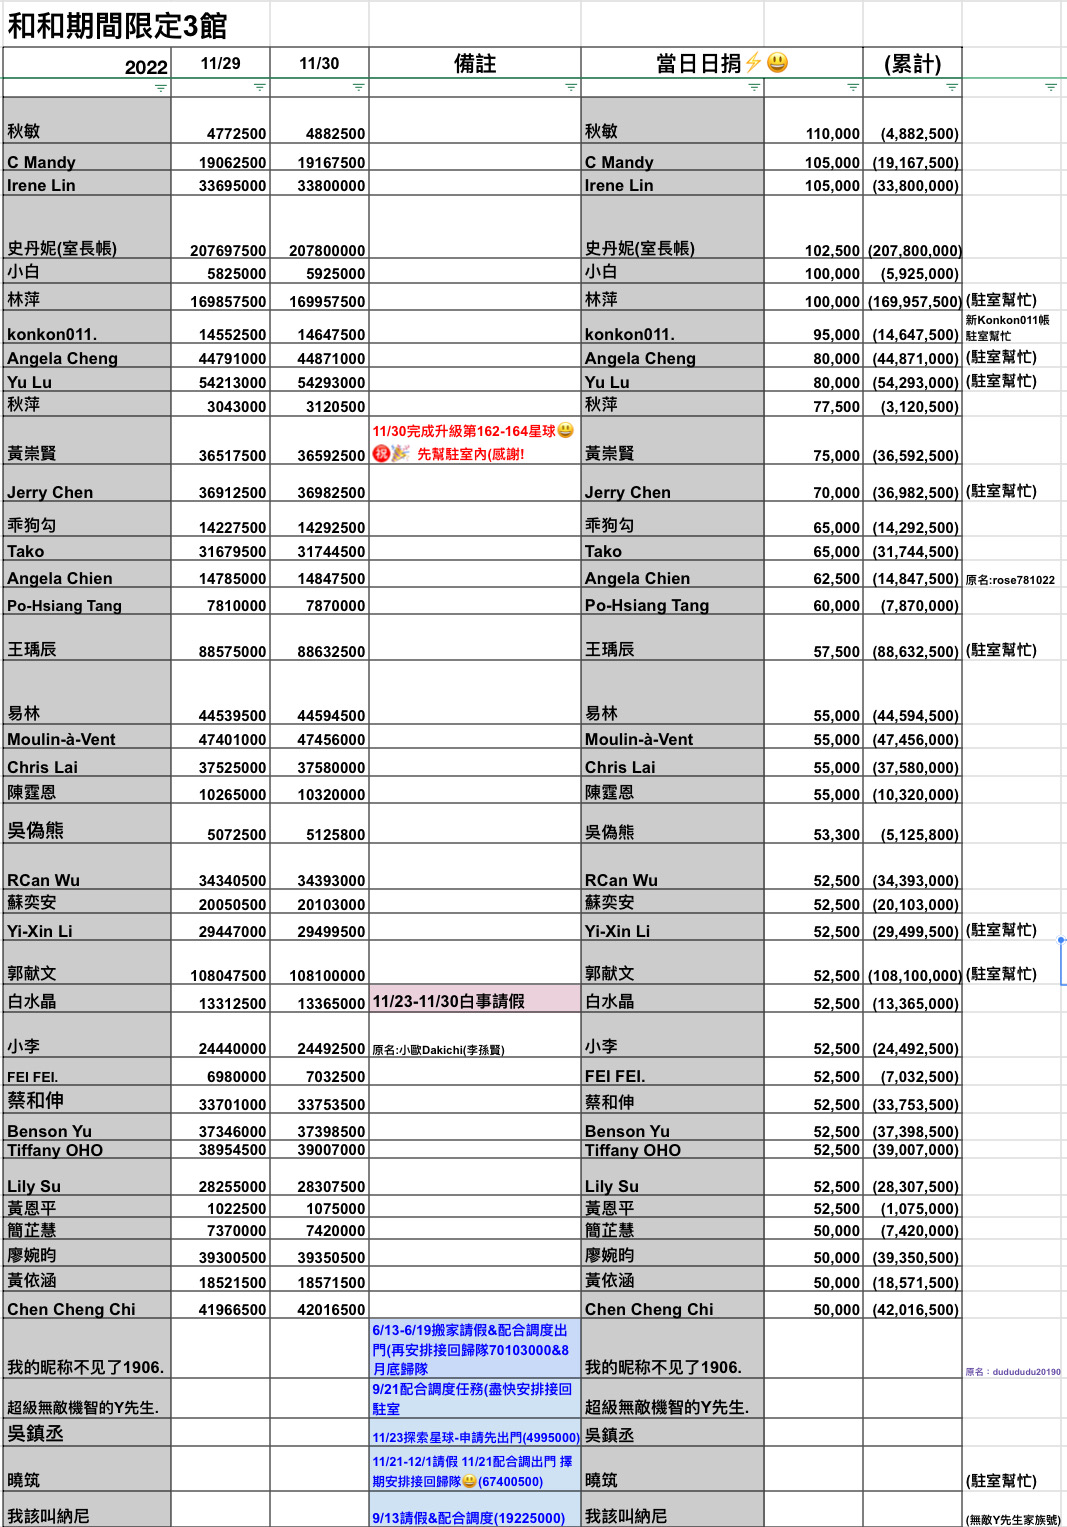 和和期間限定3館
2022 11/29 11/30 備註 當日日捐⚡😃 (累計)
秋敏 4772500 4882500 秋敏 110,000 (4,882,500)
C Mandy 19062500 19167500 C Mandy 105,000 (19,167,500)
Irene Lin 33695000 33800000 Irene Lin 105,000 (33,800,000)
史丹妮(室長帳) 207697500 207800000 史丹妮(室長帳) 102,500 (207,800,000)
小白 5825000 5925000 小白 100,000 (5,925,000)
林萍 169857500 169957500 林萍 100,000 (169,957,500) (駐室幫忙)
konkon011. 14552500 14647500 konkon011. 95,000 (14,647,500) 新Konkon011帳
駐室幫忙
Angela Cheng 44791000 44871000 Angela Cheng 80,000 (44,871,000) (駐室幫忙)
Yu Lu 54213000 54293000 Yu Lu 80,000 (54,293,000) (駐室幫忙)
秋萍 3043000 3120500 秋萍 77,500 (3,120,500)
11/30完成升級第162-164星球😃
黃崇賢 36517500 36592500 ㊗🎉 先幫駐室內(感謝! 黃崇賢 75,000 (36,592,500)
Jerry Chen 36912500 36982500 Jerry Chen 70,000 (36,982,500) (駐室幫忙)
乖狗勾 14227500 14292500 乖狗勾 65,000 (14,292,500)
Tako 31679500 31744500 Tako 65,000 (31,744,500)
Angela Chien 14785000 14847500 Angela Chien 62,500 (14,847,500) 原名:rose781022
Po-Hsiang Tang 7810000 7870000 Po-Hsiang Tang 60,000 (7,870,000)
王瑀辰 88575000 88632500 王瑀辰 57,500 (88,632,500) (駐室幫忙)
易林 44539500 44594500 易林 55,000 (44,594,500)
Moulin-à-Vent 47401000 47456000 Moulin-à-Vent 55,000 (47,456,000)
Chris Lai 37525000 37580000 Chris Lai 55,000 (37,580,000)
陳霆恩 10265000 10320000 陳霆恩 55,000 (10,320,000)
吳偽熊 5072500 5125800 吳偽熊 53,300 (5,125,800)
RCan Wu 34340500 34393000 RCan Wu 52,500 (34,393,000)
蘇奕安 20050500 20103000 蘇奕安 52,500 (20,103,000)
Yi-Xin Li 29447000 29499500 Yi-Xin Li 52,500 (29,499,500) (駐室幫忙)
郭献文 108047500 108100000 郭献文 52,500 (108,100,000) (駐室幫忙)
白水晶 13312500 13365000 11/23-11/30白事請假 白水晶 52,500 (13,365,000)
小李 24440000 24492500 原名:小歐Dakichi(李孫賢) 小李 52,500 (24,492,500)
FEI FEI. 6980000 7032500 FEI FEI. 52,500 (7,032,500)
蔡和伸 33701000 33753500 蔡和伸 52,500 (33,753,500)
Benson Yu 37346000 37398500 Benson Yu 52,500 (37,398,500)
Tiffany OHO 38954500 39007000 Tiffany OHO 52,500 (39,007,000)
Lily Su 28255000 28307500 Lily Su 52,500 (28,307,500)
黃恩平 1022500 1075000 黃恩平 52,500 (1,075,000)
簡芷慧 7370000 7420000 簡芷慧 50,000 (7,420,000)
廖婉昀 39300500 39350500 廖婉昀 50,000 (39,350,500)
黃依涵 18521500 18571500 黃依涵 50,000 (18,571,500)
Chen Cheng Chi 41966500 42016500 Chen Cheng Chi 50,000 (42,016,500)
6/13-6/19搬家請假&配合調度出
門(再安排接回歸隊70103000&8
我的昵称不见了1906. 月底歸隊 我的昵称不见了1906. 原名：dudududu20190
9/21配合調度任務(盡快安排接回
超級無敵機智的Y先生. 駐室 超級無敵機智的Y先生.
吳鎮丞 11/23探索星球-申請先出門(4995000) 吳鎮丞
11/21-12/1請假 11/21配合調出門 擇
曉筑 期安排接回歸隊😃(67400500) 曉筑 (駐室幫忙)
我該叫納尼 9/13請假&配合調度(19225000) 我該叫納尼 (無敵Y先生家族號)